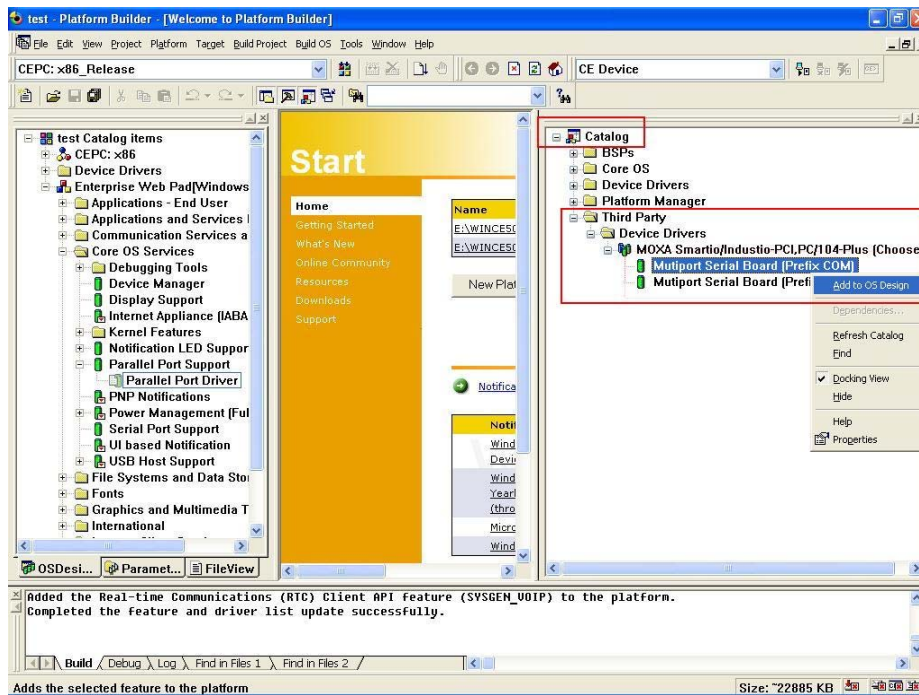 test - Platform Builder - [Welcome to Platform Builder]
File Edit View Project Platform Target Build Project Build OS Tools Window Help
CEPC: x86_Release
CE Device
test Catalog items
CEPC: x86
Device Drivers
Enterprise Web Pad[Windows
Applications - End User
Applications and Services
Communication Services a
Core OS Services
Debugging Tools
Device Manager
Display Support
Internet Appliance (IABA
Kernel Features
Notification LED Suppor
Parallel Port Support
Parallel Port Driver
PNP Notifications
Power Management (Ful
Serial Port Support
UI based Notification
USB Host Support
File Systems and Data Sto
Fonts
Graphics and Multimedia T
International
OSDesi... Paramet... FileView
Start
Home
Getting Started
What's New
Online Community
Resources
Downloads
Support
Name
E:\WINCE50
E:\WINCE50
New Plat
Notifica
Notif
Wind
Devi
Wind
Yearl
(thro
Micro
Wind
Catalog
BSPs
Core OS
Device Drivers
Platform Manager
Third Party
Device Drivers
MOXA Smartio/Industio-PCI,PC/104-Plus (Choose
Mutiport Serial Board (Prefix COM)
Mutiport Serial Board (Prefi
Add to OS Design
Dependencies...
Refresh Catalog
Find
Docking View
Hide
Help
Properties
Added the Real-time Communications (RTC) Client API feature (SYSGEN_VOIP) to the platform.
Completed the feature and driver list update successfully.
Build Debug Log Find in Files 1 Find in Files 2
Adds the selected feature to the platform
Size: ~22885 KB